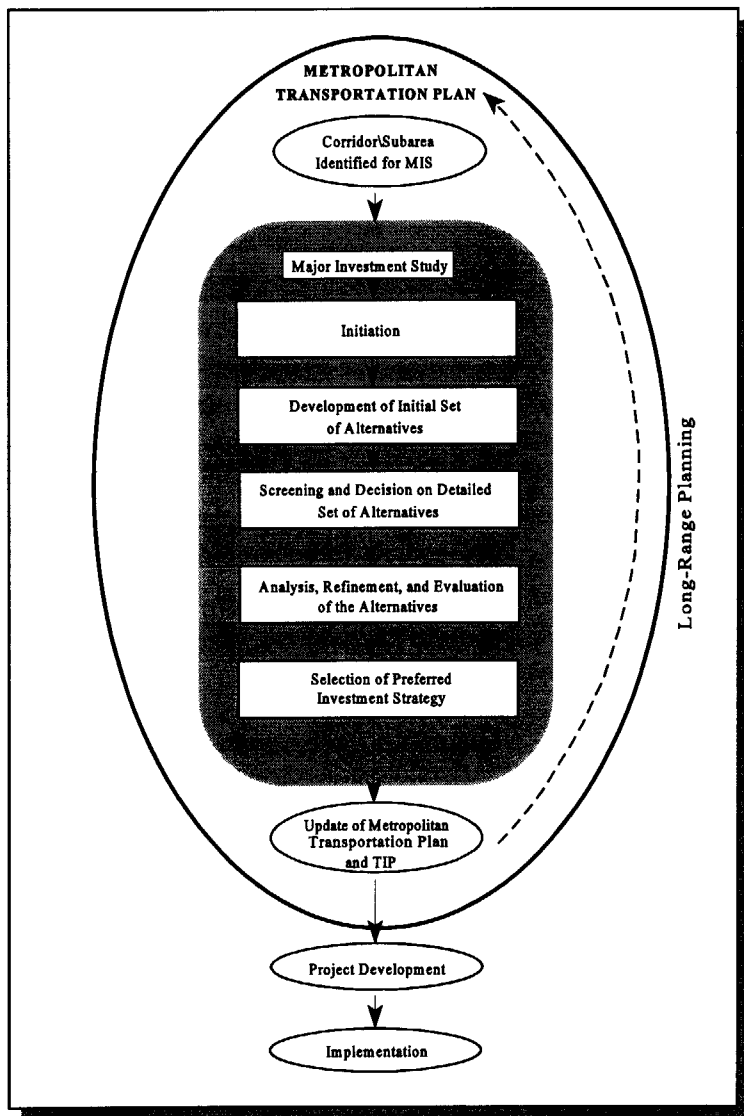 METROPOLITAN
TRANSPORTATION PLAN
Corridor\Subarea
Identified for MIS
Major Investment Study
Initiation
Development of Initial Set
of Alternatives
Screening and Decision on Detailed
Set of Alternatives
Analysis, Refinement, and Evaluation
of the Alternatives
Selection of Preferred
Investment Strategy
Update of Metropolitan
Transportation Plan
and TIP
Long-Range Planning
Project Development
Implementation